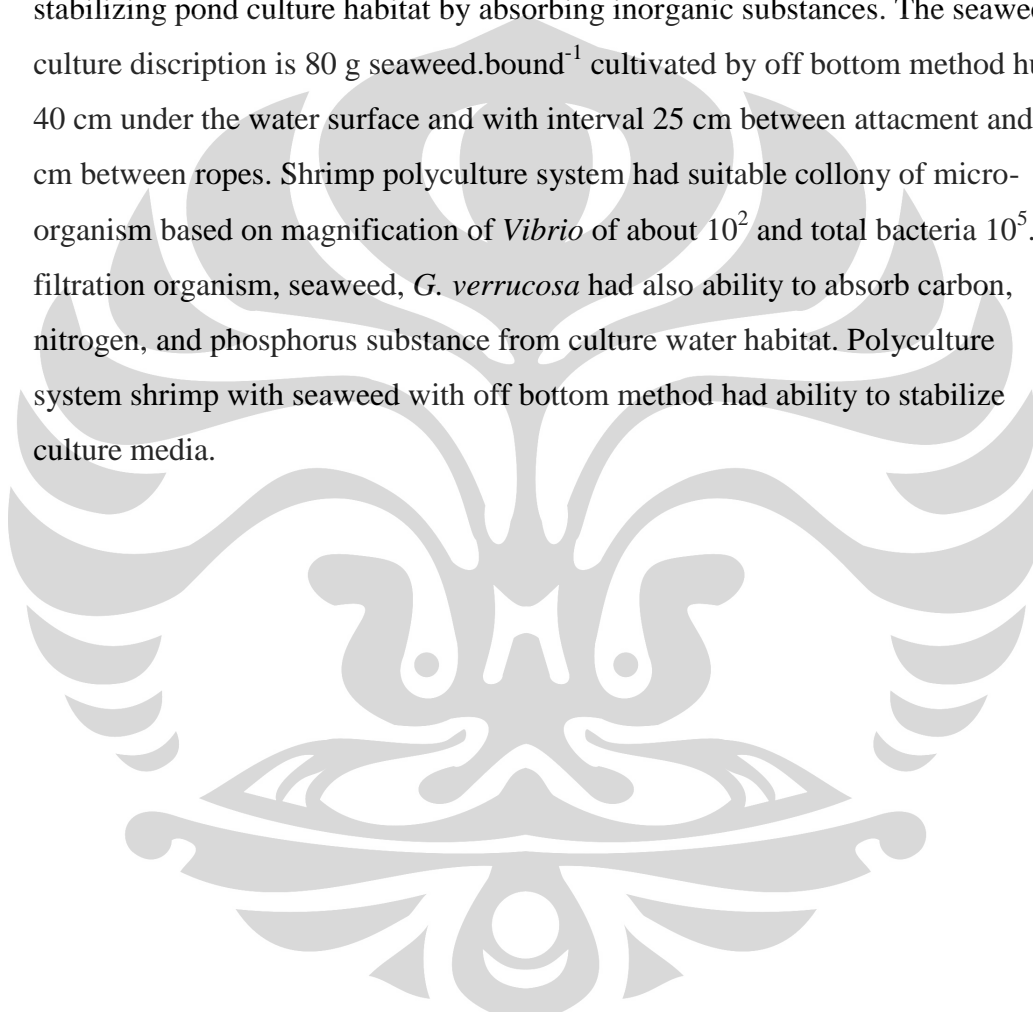 stabilizing pond culture habitat by absorbing inorganic substances. The
culture discription is 80 g seaweed.bound⁻¹ cultivated by off bottom method
40 cm under the water surface and with interval 25 cm between attacment and
cm between ropes. Shrimp polyculture system had suitable collony of micro-
organism based on magnification of Vibrio of about 10² and total bacteria 10⁵.
filtration organism, seaweed, G. verrucosa had also ability to absorb carbon,
nitrogen, and phosphorus substance from culture water habitat. Polyculture
system shrimp with seaweed with off bottom method had ability to stabilize
culture media.